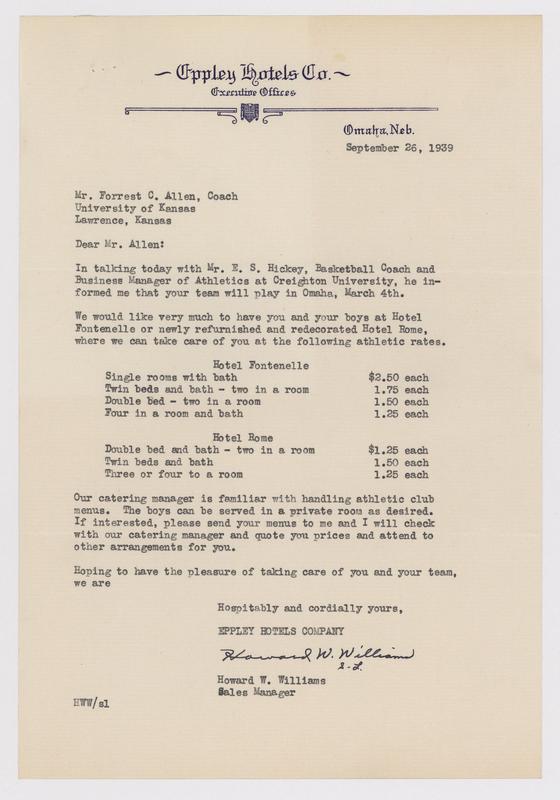 ~ Eppley Hotels Co. ~
Executive Offices
Omaha, Neb.
September 26, 1939
Mr. Forrest C. Allen, Coach
University of Kansas
Lawrence, Kansas
Dear Mr. Allen:
In talking today with Mr. E. S. Hickey, Basketball Coach and
Business Manager of Athletics at Creighton University, he in-
formed me that your team will play in Omaha, March 4th.
We would like very much to have you and your boys at Hotel
Fontenelle or newly refurnished and redecorated Hotel Rome,
where we can take care of you at the following athletic rates.
Hotel Fontenelle
Single rooms with bath $2.50 each
Twin beds and bath - two in a room 1.75 each
Double bed - two in a room 1.50 each
Four in a room and bath 1.25 each
Hotel Rome
Double bed and bath - two in a room $1.25 each
Twin beds and bath 1.50 each
Three or four to a room 1.25 each
Our catering manager is familiar with handling athletic club
menus. The boys can be served in a private room as desired.
If interested, please send your menus to me and I will check
with our catering manager and quote you prices and attend to
other arrangements for you.
Hoping to have the pleasure of taking care of you and your team,
we are
Hospitably and cordially yours,
EPPLEY HOTELS COMPANY
Howard W. Williams
S-L.
Howard W. Williams
Sales Manager
HWW/sl